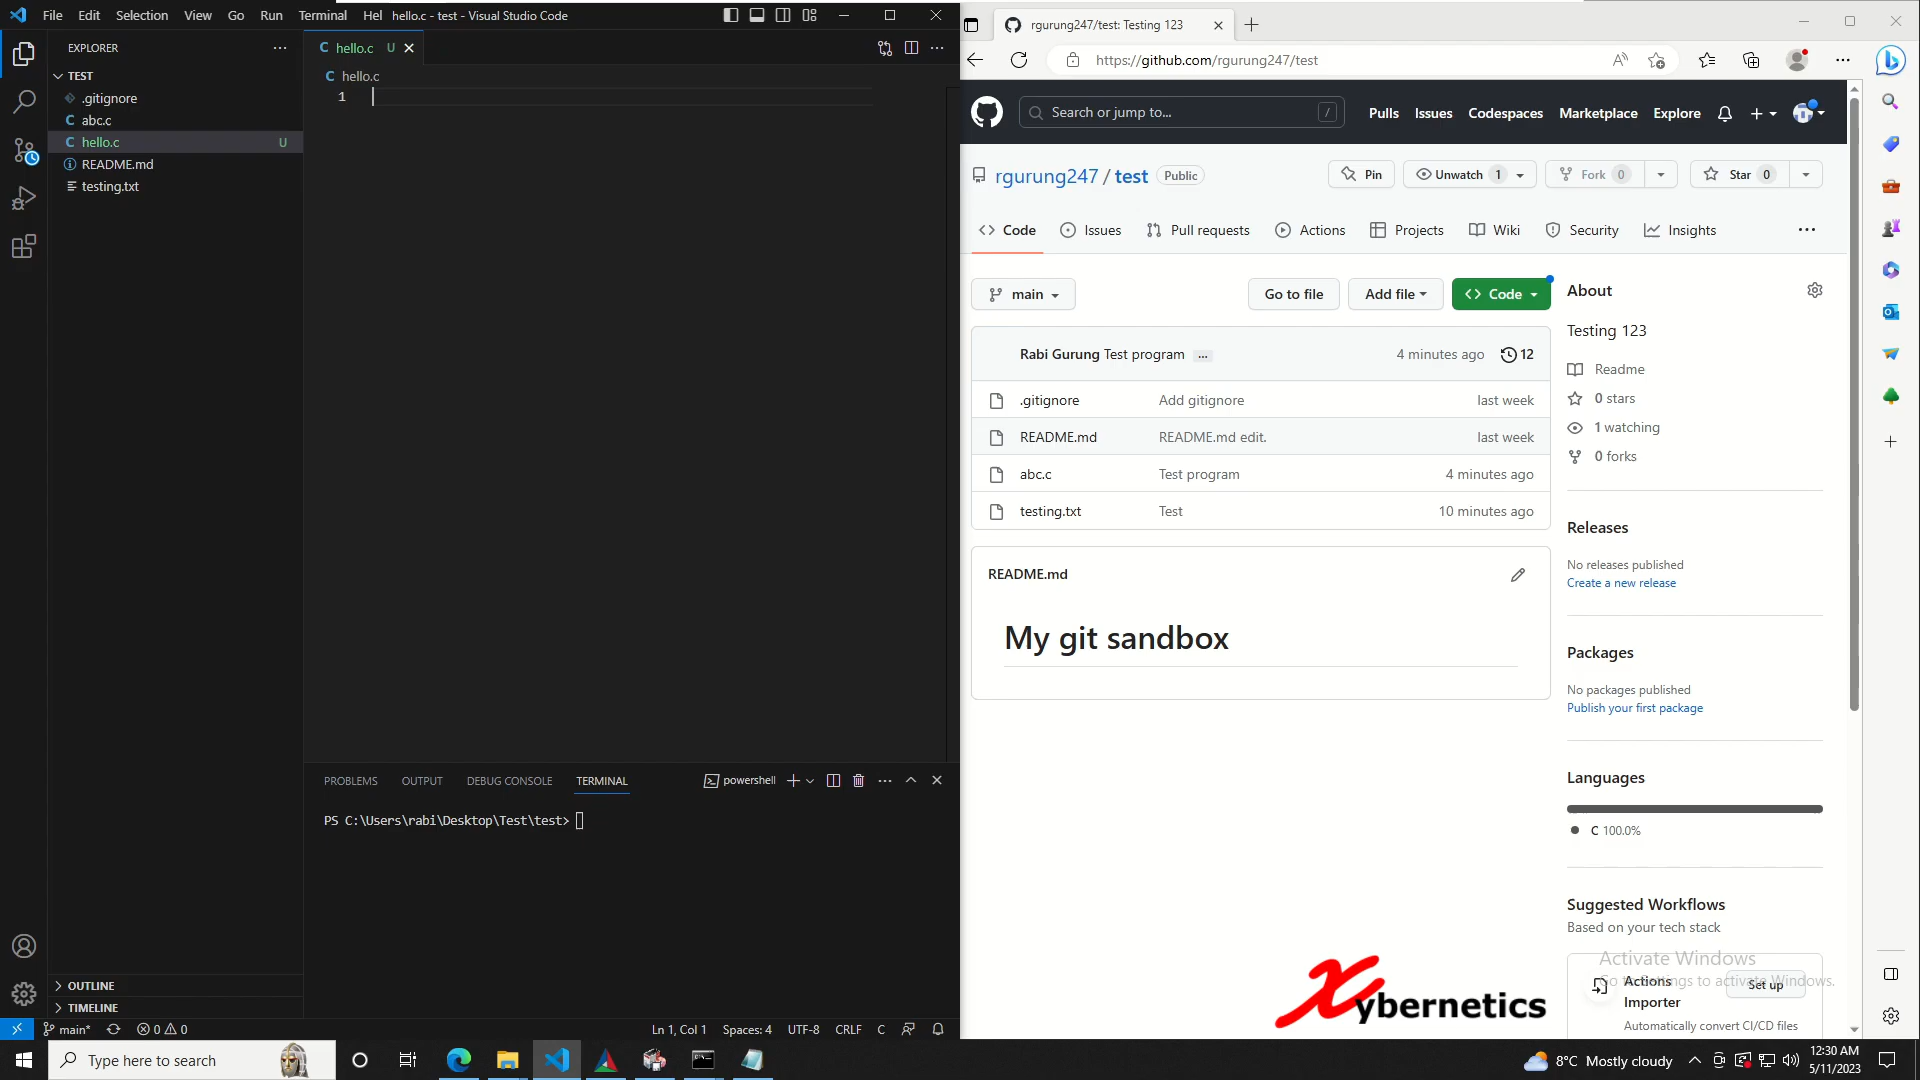 File Edit Selection View Go Run Terminal Hel hello.c - test - Visual Studio Code
EXPLORER
TEST
.gitignore
abc.c
hello.c U
README.md
testing.txt
OUTLINE
TIMELINE
hello.c U
hello.c
1
PROBLEMS OUTPUT DEBUG CONSOLE TERMINAL powershell
PS C:\Users\rabi\Desktop\Test\test>
main* 0 0 Ln 1, Col 1 Spaces: 4 UTF-8 CRLF C
rgurung247/test: Testing 123
https://github.com/rgurung247/test
Search or jump to... / Pulls Issues Codespaces Marketplace Explore
rgurung247 / test Public Pin Unwatch 1 Fork 0 Star 0
Code Issues Pull requests Actions Projects Wiki Security Insights
main Go to file Add file Code
Rabi Gurung Test program ... 4 minutes ago 12
.gitignore Add gitignore last week
README.md README.md edit. last week
abc.c Test program 4 minutes ago
testing.txt Test 10 minutes ago
README.md
My git sandbox
About
Testing 123
Readme
0 stars
1 watching
0 forks
Releases
No releases published
Create a new release
Packages
No packages published
Publish your first package
Languages
C 100.0%
Suggested Workflows
Based on your tech stack
Actions Importer
Set up
Automatically convert CI/CD files
Activate Windows
Go to Settings to activate Windows.
Xybernetics
Type here to search
8°C Mostly cloudy
12:30 AM
5/11/2023